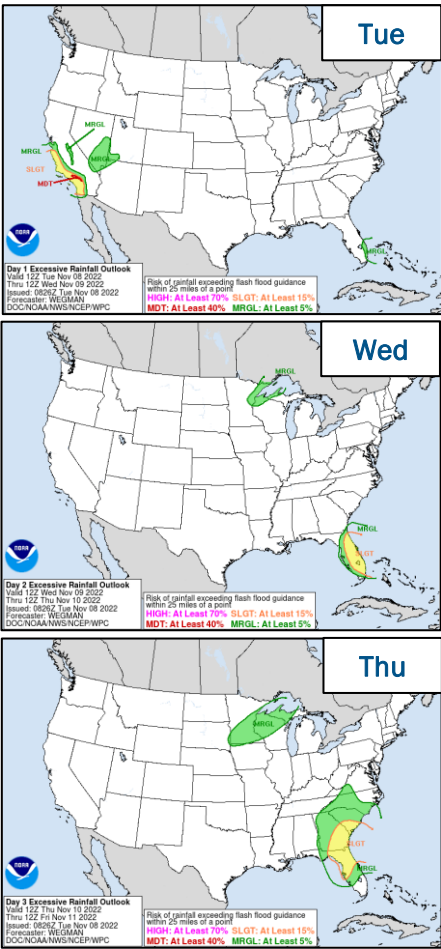 Tue
MRGL
MRGL
MRGL
SLGT
MDT
MRGL
NOAA
Day 1 Excessive Rainfall Outlook
Valid 12Z Tue Nov 08 2022
Thru 12Z Wed Nov 09 2022
Issued: 0826Z Tue Nov 08 2022
Forecaster: WEGMAN
DOC/NOAA/NWS/NCEP/WPC
Risk of rainfall exceeding flash flood guidance
within 25 miles of a point
HIGH: At Least 70% SLGT: At Least 15%
MDT: At Least 40% MRGL: At Least 5%
Wed
MRGL
MRGL
SLGT
NOAA
Day 2 Excessive Rainfall Outlook
Valid 12Z Wed Nov 09 2022
Thru 12Z Thu Nov 10 2022
Issued: 0826Z Tue Nov 08 2022
Forecaster: WEGMAN
DOC/NOAA/NWS/NCEP/WPC
Risk of rainfall exceeding flash flood guidance
within 25 miles of a point
HIGH: At Least 70% SLGT: At Least 15%
MDT: At Least 40% MRGL: At Least 5%
Thu
MRGL
SLGT
MRGL
NOAA
Day 3 Excessive Rainfall Outlook
Valid 12Z Thu Nov 10 2022
Thru 12Z Fri Nov 11 2022
Issued: 0826Z Tue Nov 08 2022
Forecaster: WEGMAN
DOC/NOAA/NWS/NCEP/WPC
Risk of rainfall exceeding flash flood guidance
within 25 miles of a point
HIGH: At Least 70% SLGT: At Least 15%
MDT: At Least 40% MRGL: At Least 5%